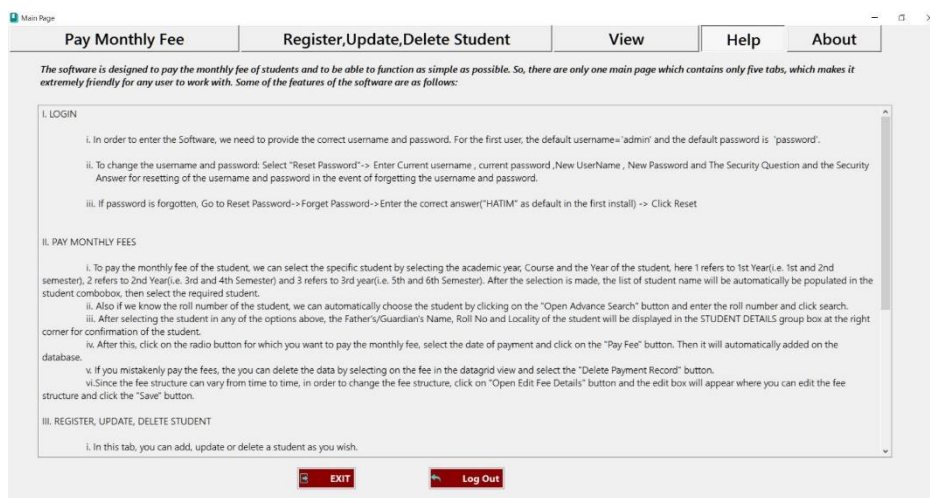 Main Page
Pay Monthly Fee
Register,Update,Delete Student
View
Help
About
The software is designed to pay the monthly fee of students and to be able to function as simple as possible. So, there are only one main page which contains only five tabs, which makes it
extremely friendly for any user to work with. Some of the features of the software are as follows:
I. LOGIN
i. In order to enter the Software, we need to provide the correct username and password. For the first user, the default username='admin' and the default password is 'password'.
ii. To change the username and password: Select "Reset Password"-> Enter Current username , current password ,New UserName , New Password and The Security Question and the Security
Answer for resetting of the username and password in the event of forgetting the username and password.
iii. If password is forgotten, Go to Reset Password->Forget Password->Enter the correct answer("HATIM" as default in the first install) -> Click Reset
II. PAY MONTHLY FEES
i. To pay the monthly fee of the student, we can select the specific student by selecting the academic year, Course and the Year of the student, here 1 refers to 1st Year(i.e. 1st and 2nd
semester), 2 refers to 2nd Year(i.e. 3rd and 4th Semester) and 3 refers to 3rd year(i.e. 5th and 6th Semester). After the selection is made, the list of student name will be automatically be populated in the
student combobox, then select the required student.
ii. Also if we know the roll number of the student, we can automatically choose the student by clicking on the "Open Advance Search" button and enter the roll number and click search.
iii. After selecting the student in any of the options above, the Father's/Guardian's Name, Roll No and Locality of the student will be displayed in the STUDENT DETAILS group box at the right
corner for confirmation of the student.
iv. After this, click on the radio button for which you want to pay the monthly fee, select the date of payment and click on the "Pay Fee" button. Then it will automatically added on the
database.
v. If you mistakenly pay the fees, the you can delete the data by selecting on the fee in the datagrid view and select the "Delete Payment Record" button.
vi.Since the fee structure can vary from time to time, in order to change the fee structure, click on "Open Edit Fee Details" button and the edit box will appear where you can edit the fee
structure and click the "Save" button.
III. REGISTER, UPDATE, DELETE STUDENT
i. In this tab, you can add, update or delete a student as you wish.
EXIT
Log Out